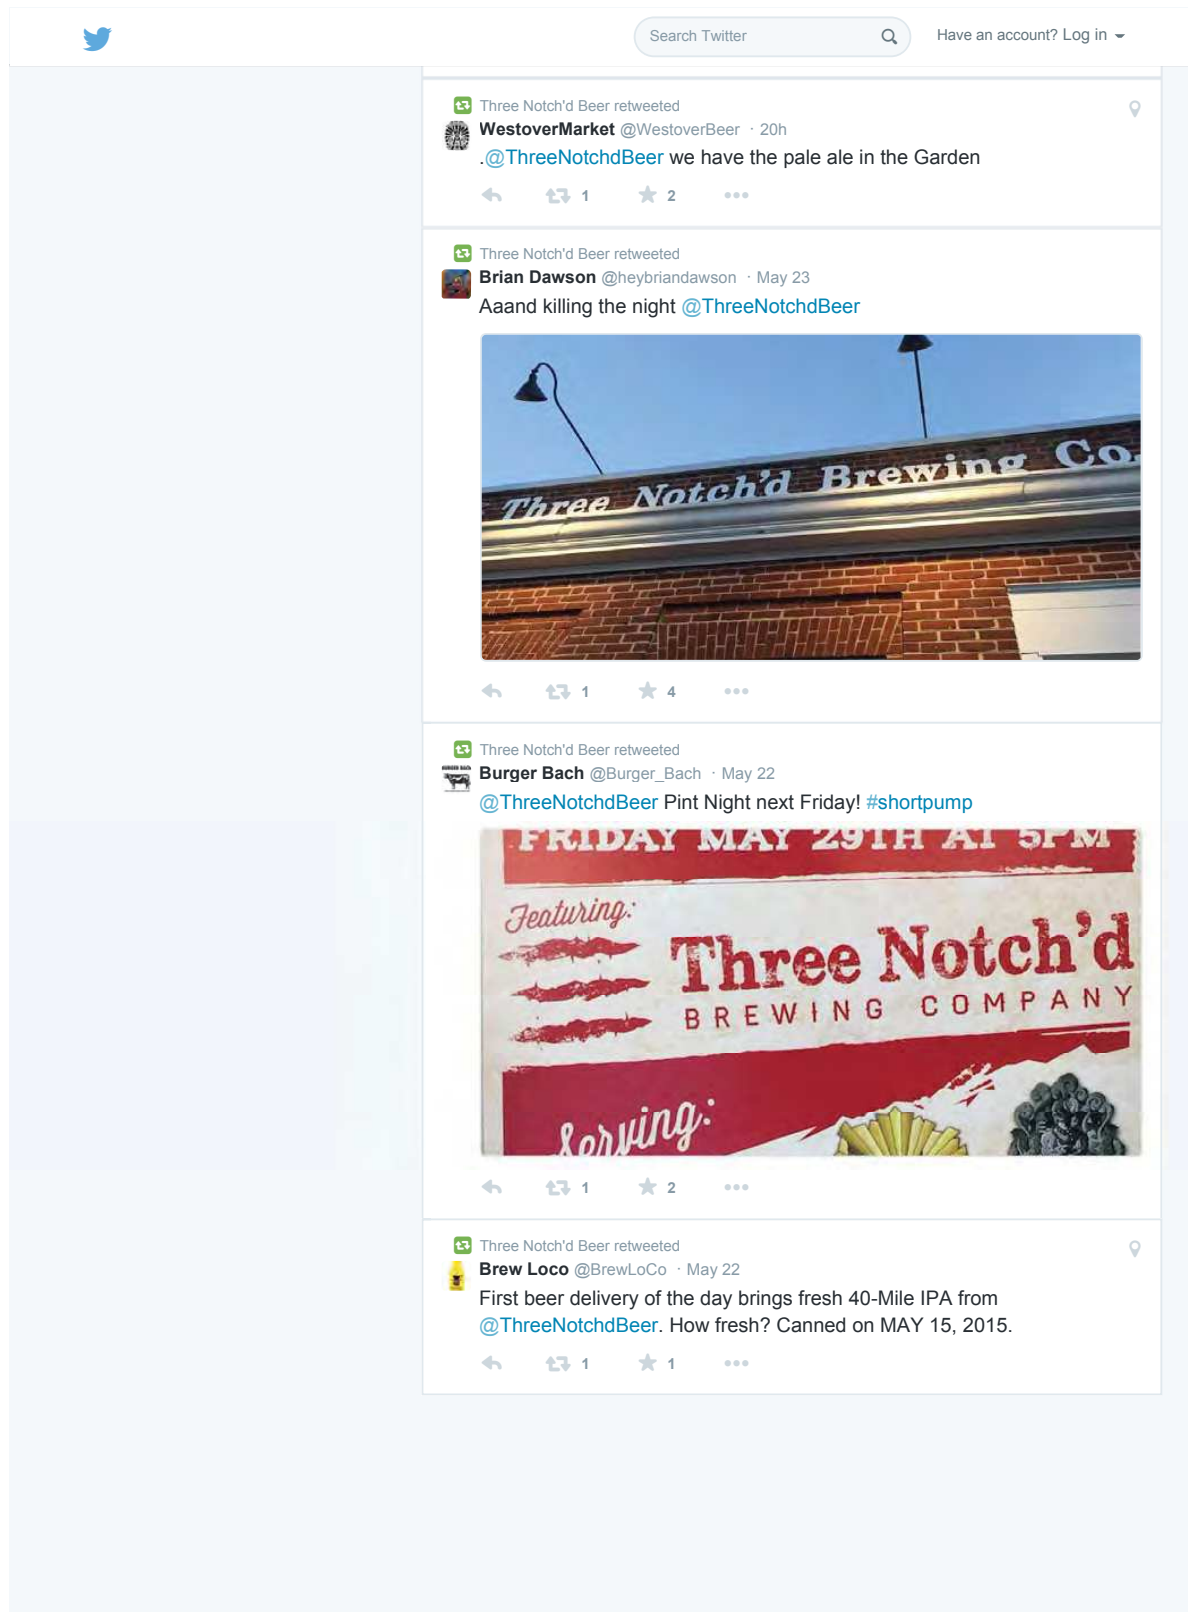 Search Twitter
Have an account? Log in
Three Notch'd Beer retweeted
WestoverMarket @WestoverBeer · 20h
.@ThreeNotchdBeer we have the pale ale in the Garden
1 2
Three Notch'd Beer retweeted
Brian Dawson @heybriandawson · May 23
Aaand killing the night @ThreeNotchdBeer
Three Notch'd Brewing Co.
1 4
Three Notch'd Beer retweeted
BURGER BACH
Burger Bach @Burger_Bach · May 22
@ThreeNotchdBeer Pint Night next Friday! #shortpump
FRIDAY MAY 29TH AT 5PM
Featuring:
Three Notch'd
BREWING COMPANY
Serving:
1 2
Three Notch'd Beer retweeted
Brew Loco @BrewLoCo · May 22
First beer delivery of the day brings fresh 40-Mile IPA from
@ThreeNotchdBeer. How fresh? Canned on MAY 15, 2015.
1 1